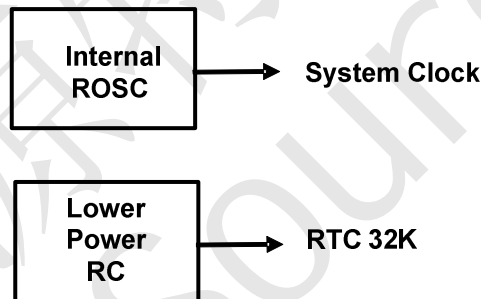 Internal
ROSC
System Clock
Lower
Power
RC
RTC 32K